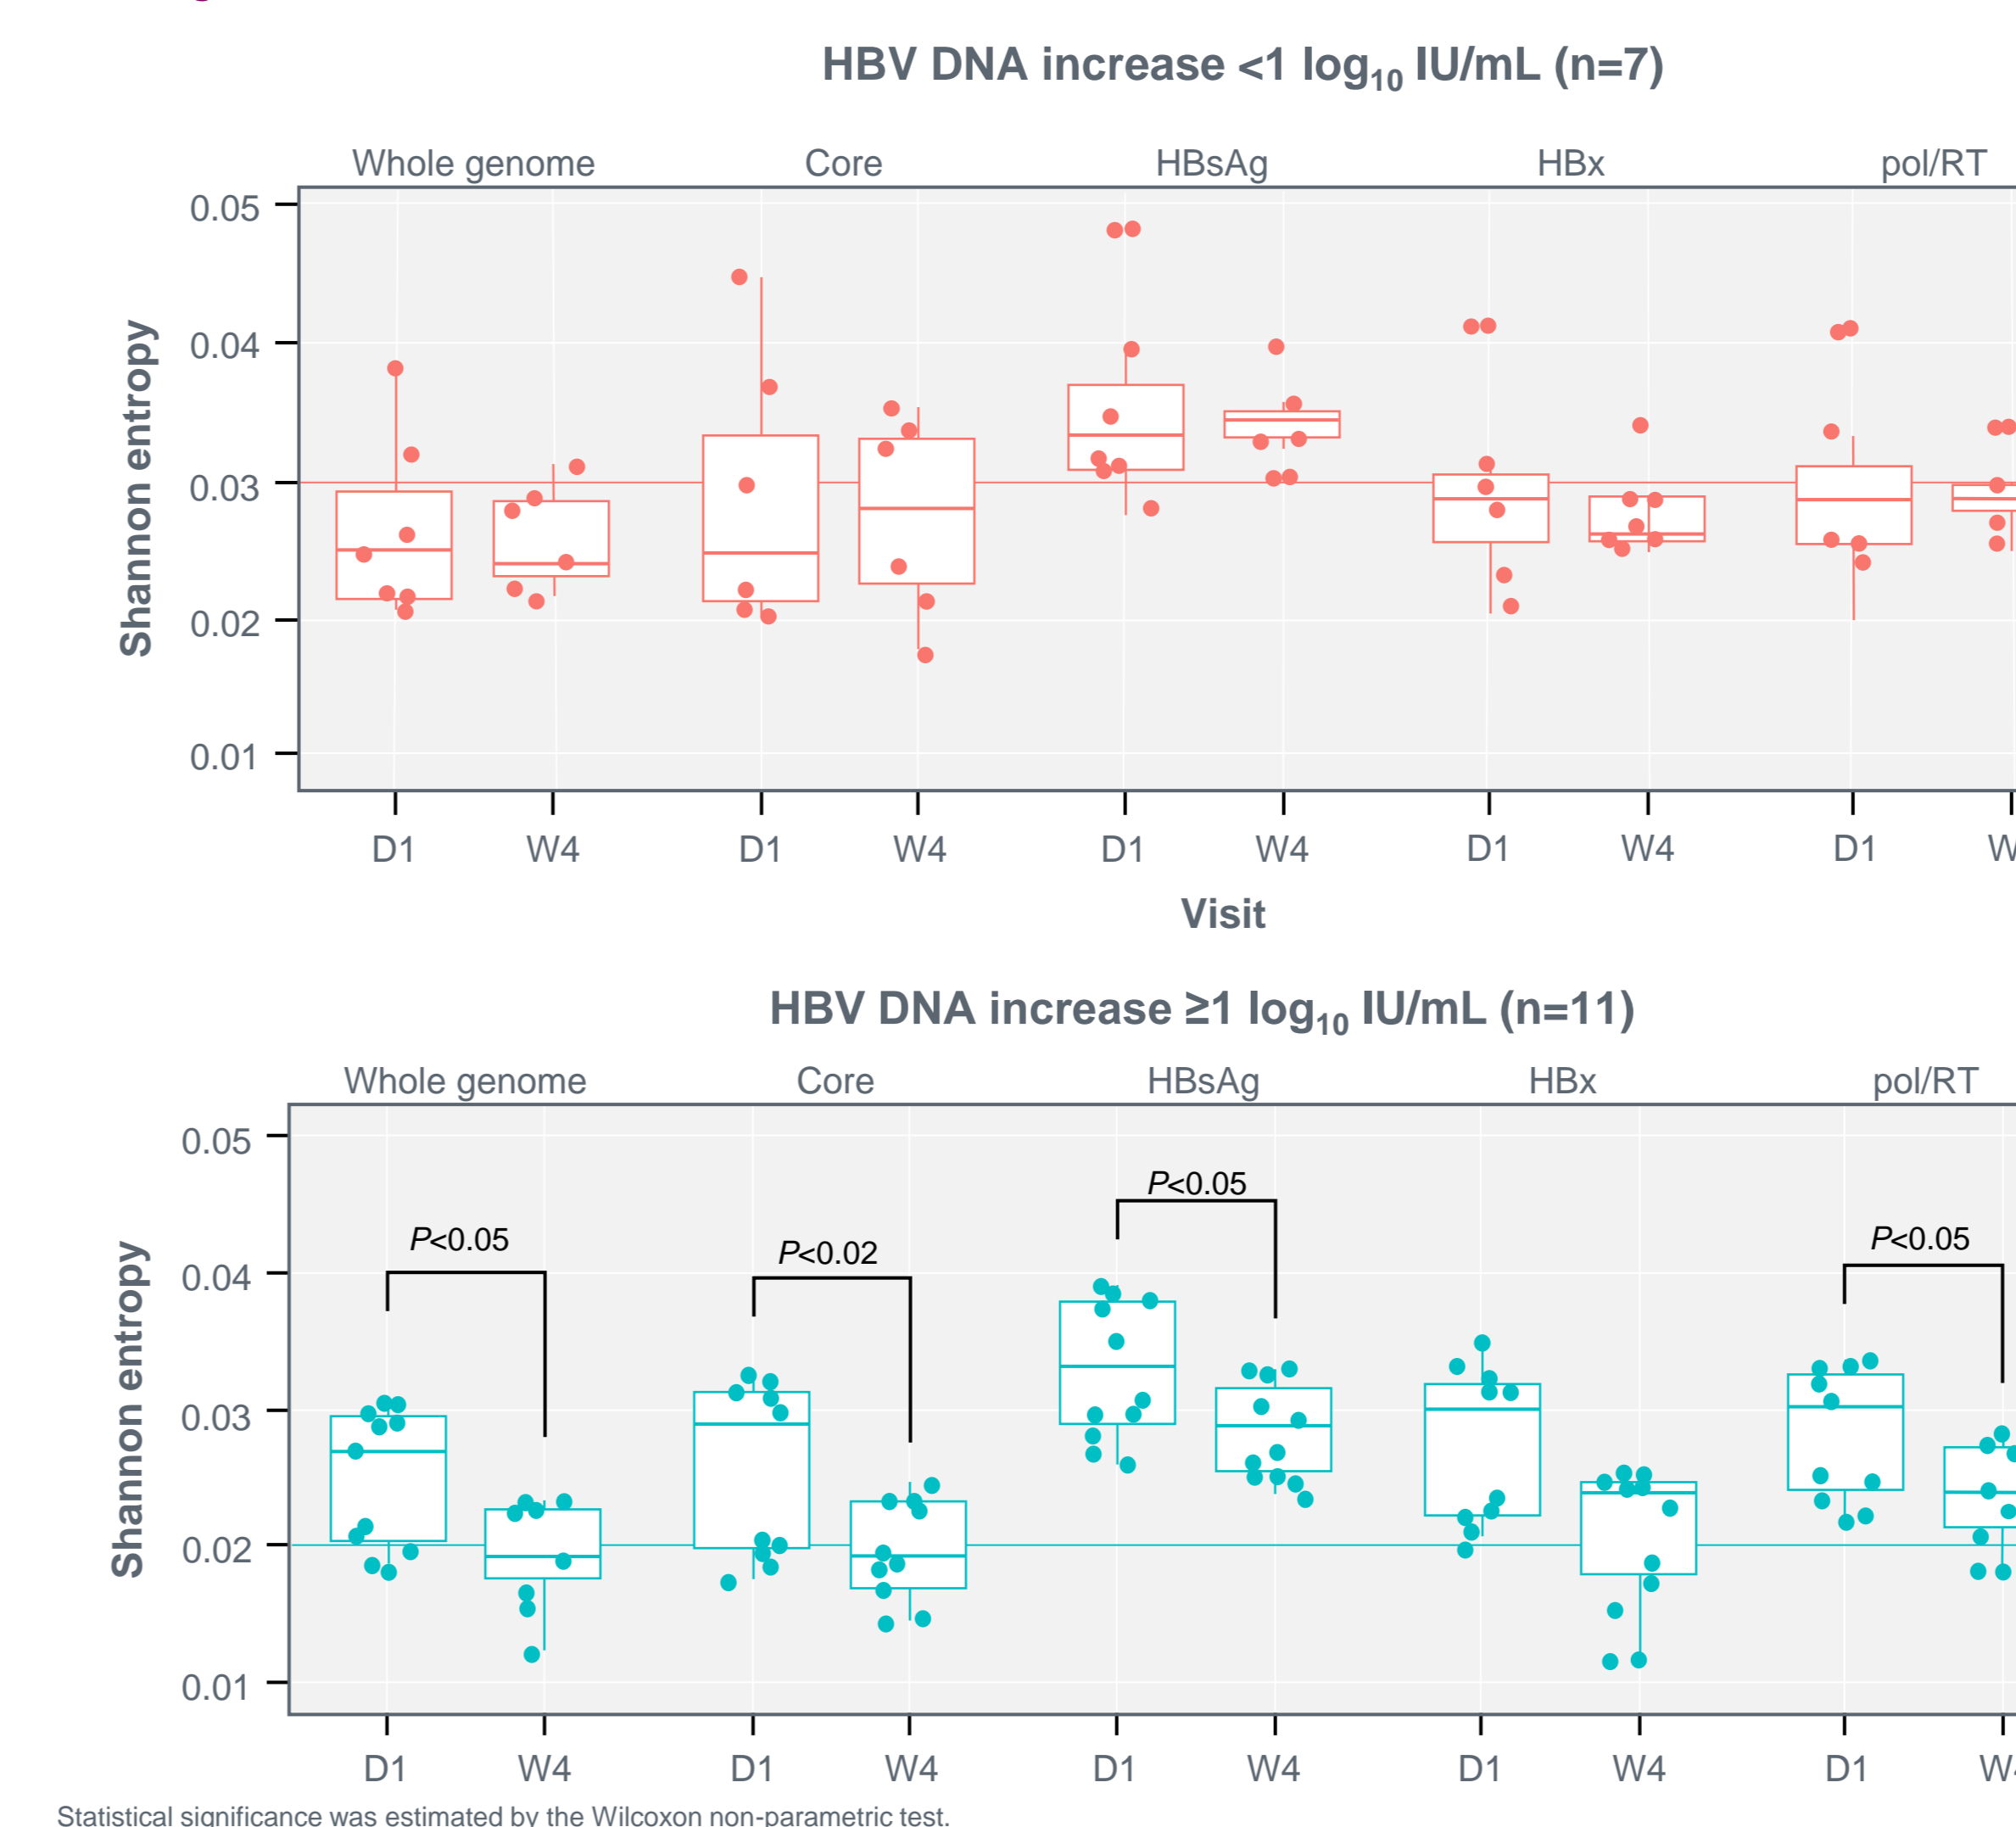 HBV DNA increase <1 log10 IU/mL (n=7)
Whole genome Core HBsAg HBx pol/RT
0.05
0.04
0.03
0.02
0.01
Shannon entropy
D1 W4 D1 W4 D1 W4 D1 W4 D1
Visit
HBV DNA increase ≥1 log10 IU/mL (n=11)
Whole genome Core HBsAg HBx pol/RT
0.05
0.04
0.03
0.02
0.01
Shannon entropy
P<0.05
P<0.02
P<0.05
P<0.05
D1 W4 D1 W4 D1 W4 D1 W4 D1
Statistical significance was estimated by the Wilcoxon non-parametric test.